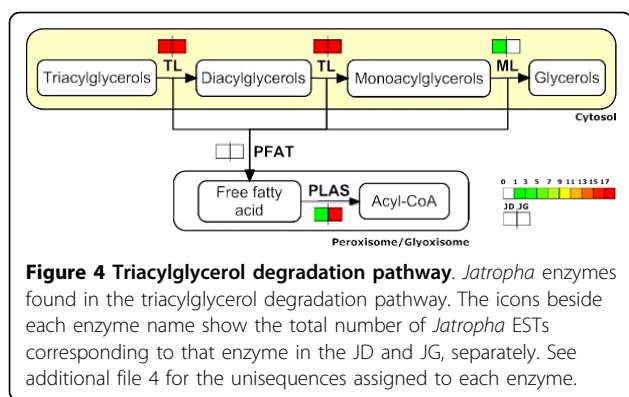 TL TL ML
Triacylglycerols Diacylglycerols Monoacylglycerols Glycerols
Cytosol
PFAT
PLAS
Free fatty
acid
Acyl-CoA
Peroxisome/Glyoxisome
0 1 3 5 7 9 11 13 15 17
JD JG
Figure 4 Triacylglycerol degradation pathway. Jatropha enzymes
found in the triacylglycerol degradation pathway. The icons beside
each enzyme name show the total number of Jatropha ESTs
corresponding to that enzyme in the JD and JG, separately. See
additional file 4 for the unisequences assigned to each enzyme.